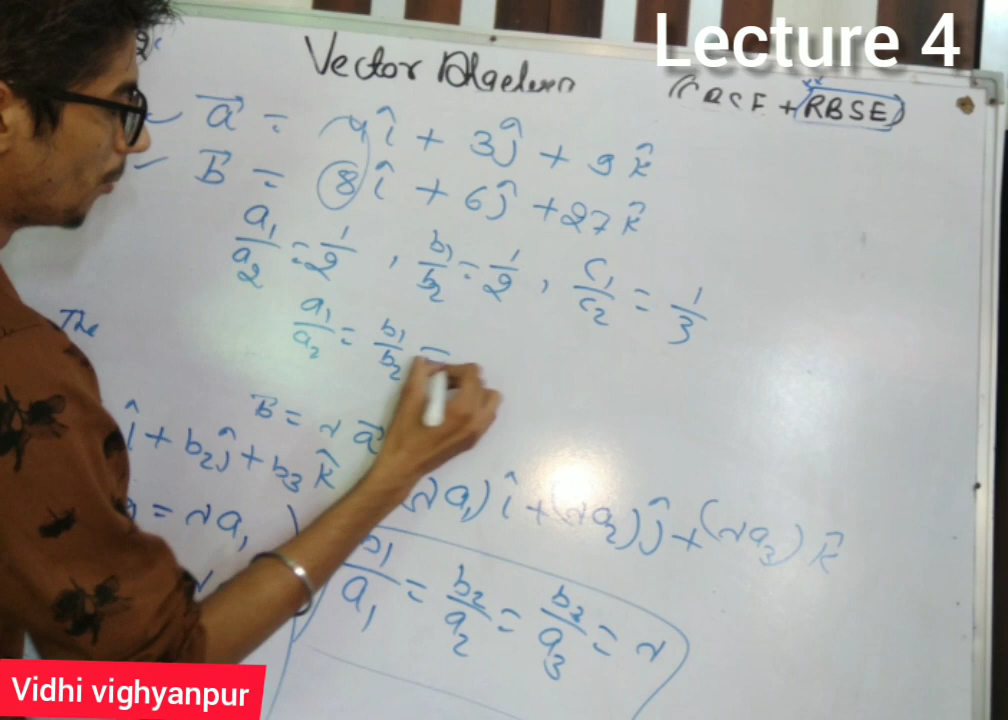 Lecture 4
Vector Algebra
+ RBSE
a⃗ = 4î + 3ĵ + 9k̂
B⃗ = 8î + 6ĵ + 27k̂
a₁/a₂ = 1/2 , b₁/b₂ = 1/2 , c₁/c₂ = 1/3
a₁/a₂ = b₁/b₂ =
The
B⃗ = λ a⃗
î + b₂ĵ + b₃k̂
(λa₁)î + (λa₂)ĵ + (λa₃)k̂
= λa₁
b₁/a₁ = b₂/a₂ = b₃/a₃ = λ
Vidhi vighyanpur